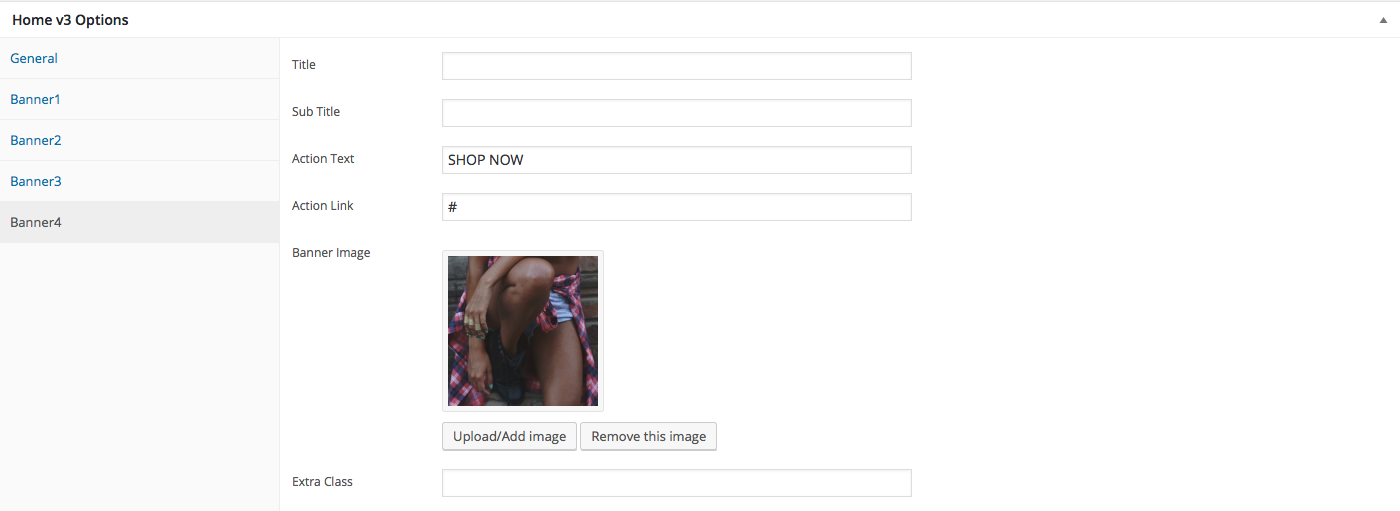 Home v3 Options
General
Banner1
Banner2
Banner3
Banner4
Title
Sub Title
Action Text
SHOP NOW
Action Link
#
Banner Image
Upload/Add image
Remove this image
Extra Class